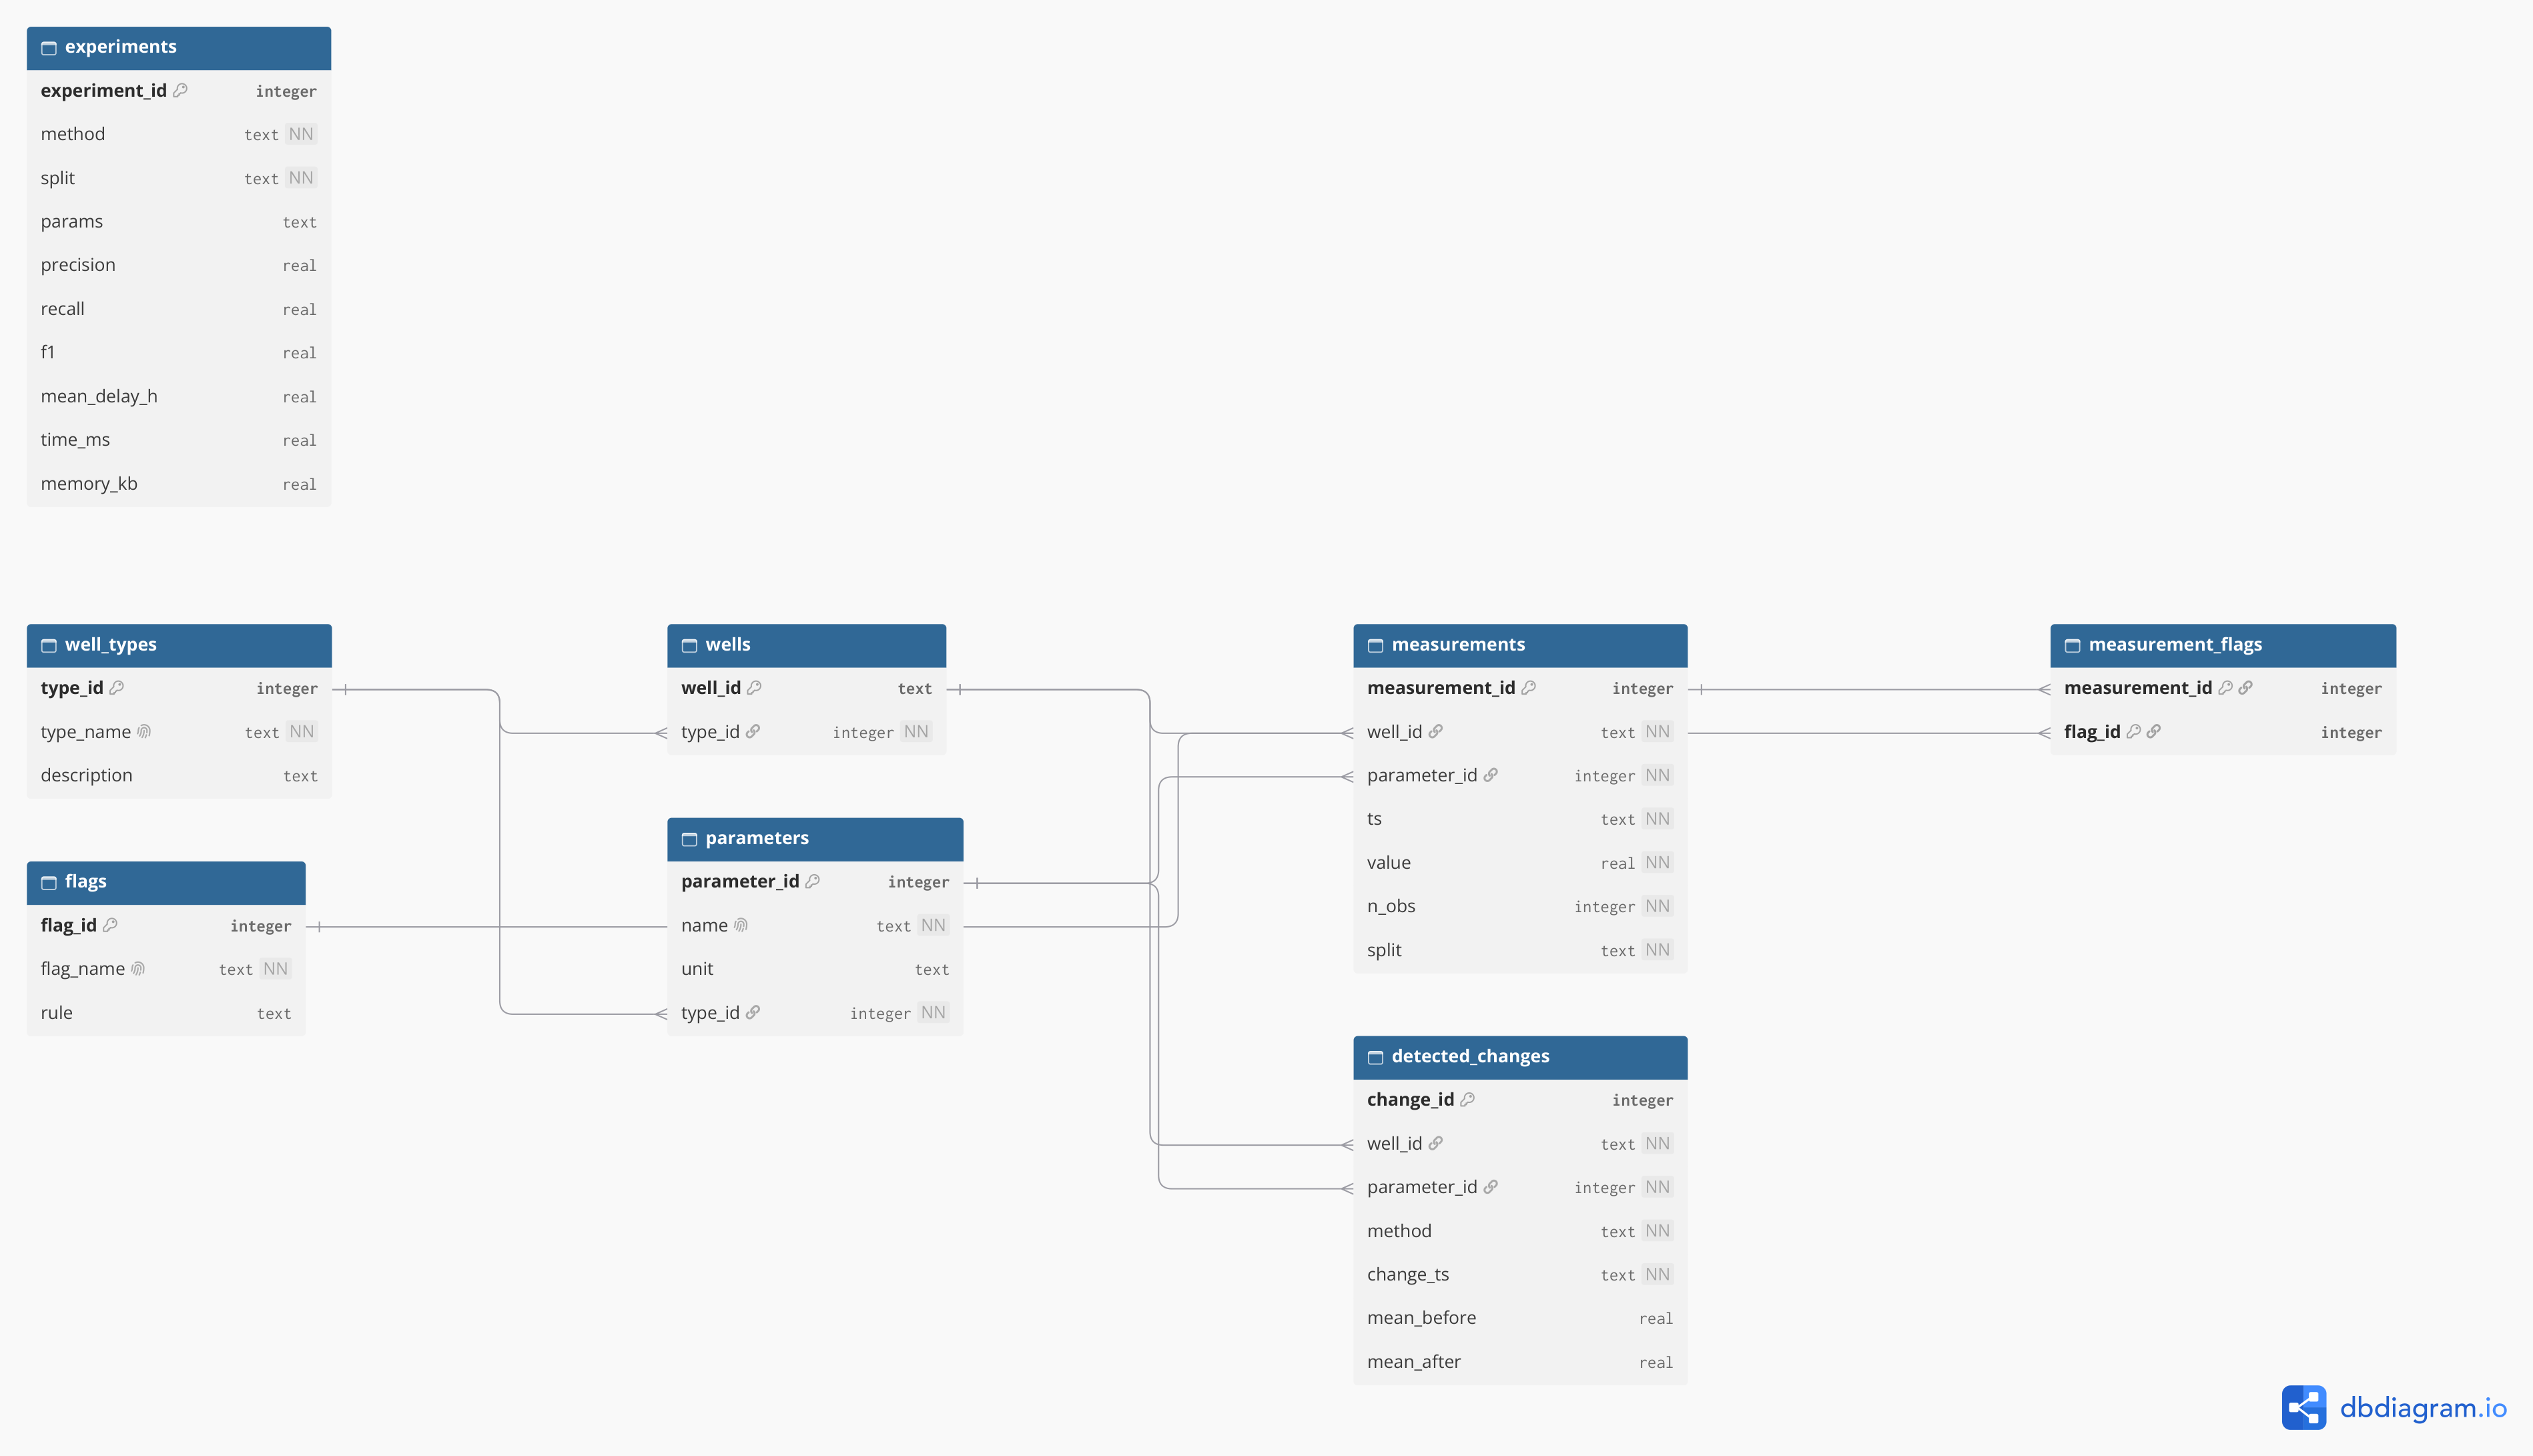 experiments
experiment_id integer
method text NN
split text NN
params text
precision real
recall real
f1 real
mean_delay_h real
time_ms real
memory_kb real
well_types
type_id integer
type_name text NN
description text
flags
flag_id integer
flag_name text NN
rule text
wells
well_id text
type_id integer NN
parameters
parameter_id integer
name text NN
unit text
type_id integer NN
measurements
measurement_id integer
well_id text NN
parameter_id integer NN
ts text NN
value real NN
n_obs integer NN
split text NN
detected_changes
change_id integer
well_id text NN
parameter_id integer NN
method text NN
change_ts text NN
mean_before real
mean_after real
measurement_flags
measurement_id integer
flag_id integer
dbdiagram.io